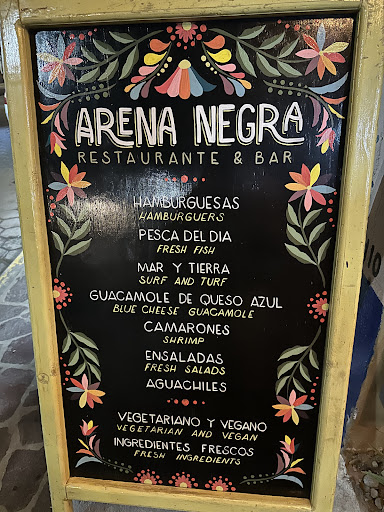 ARENA NEGRA
RESTAURANTE & BAR
HAMBURGUESAS
HAMBURGUERS
PESCA DEL DIA
FRESH FISH
MAR Y TIERRA
SURF AND TURF
GUACAMOLE DE QUESO AZUL
BLUE CHEESE GUACAMOLE
CAMARONES
SHRIMP
ENSALADAS
FRESH SALADS
AGUACHILES
VEGETARIANO Y VEGANO
VEGETARIAN AND VEGAN
INGREDIENTES FRESCOS
FRESH INGREDIENTS